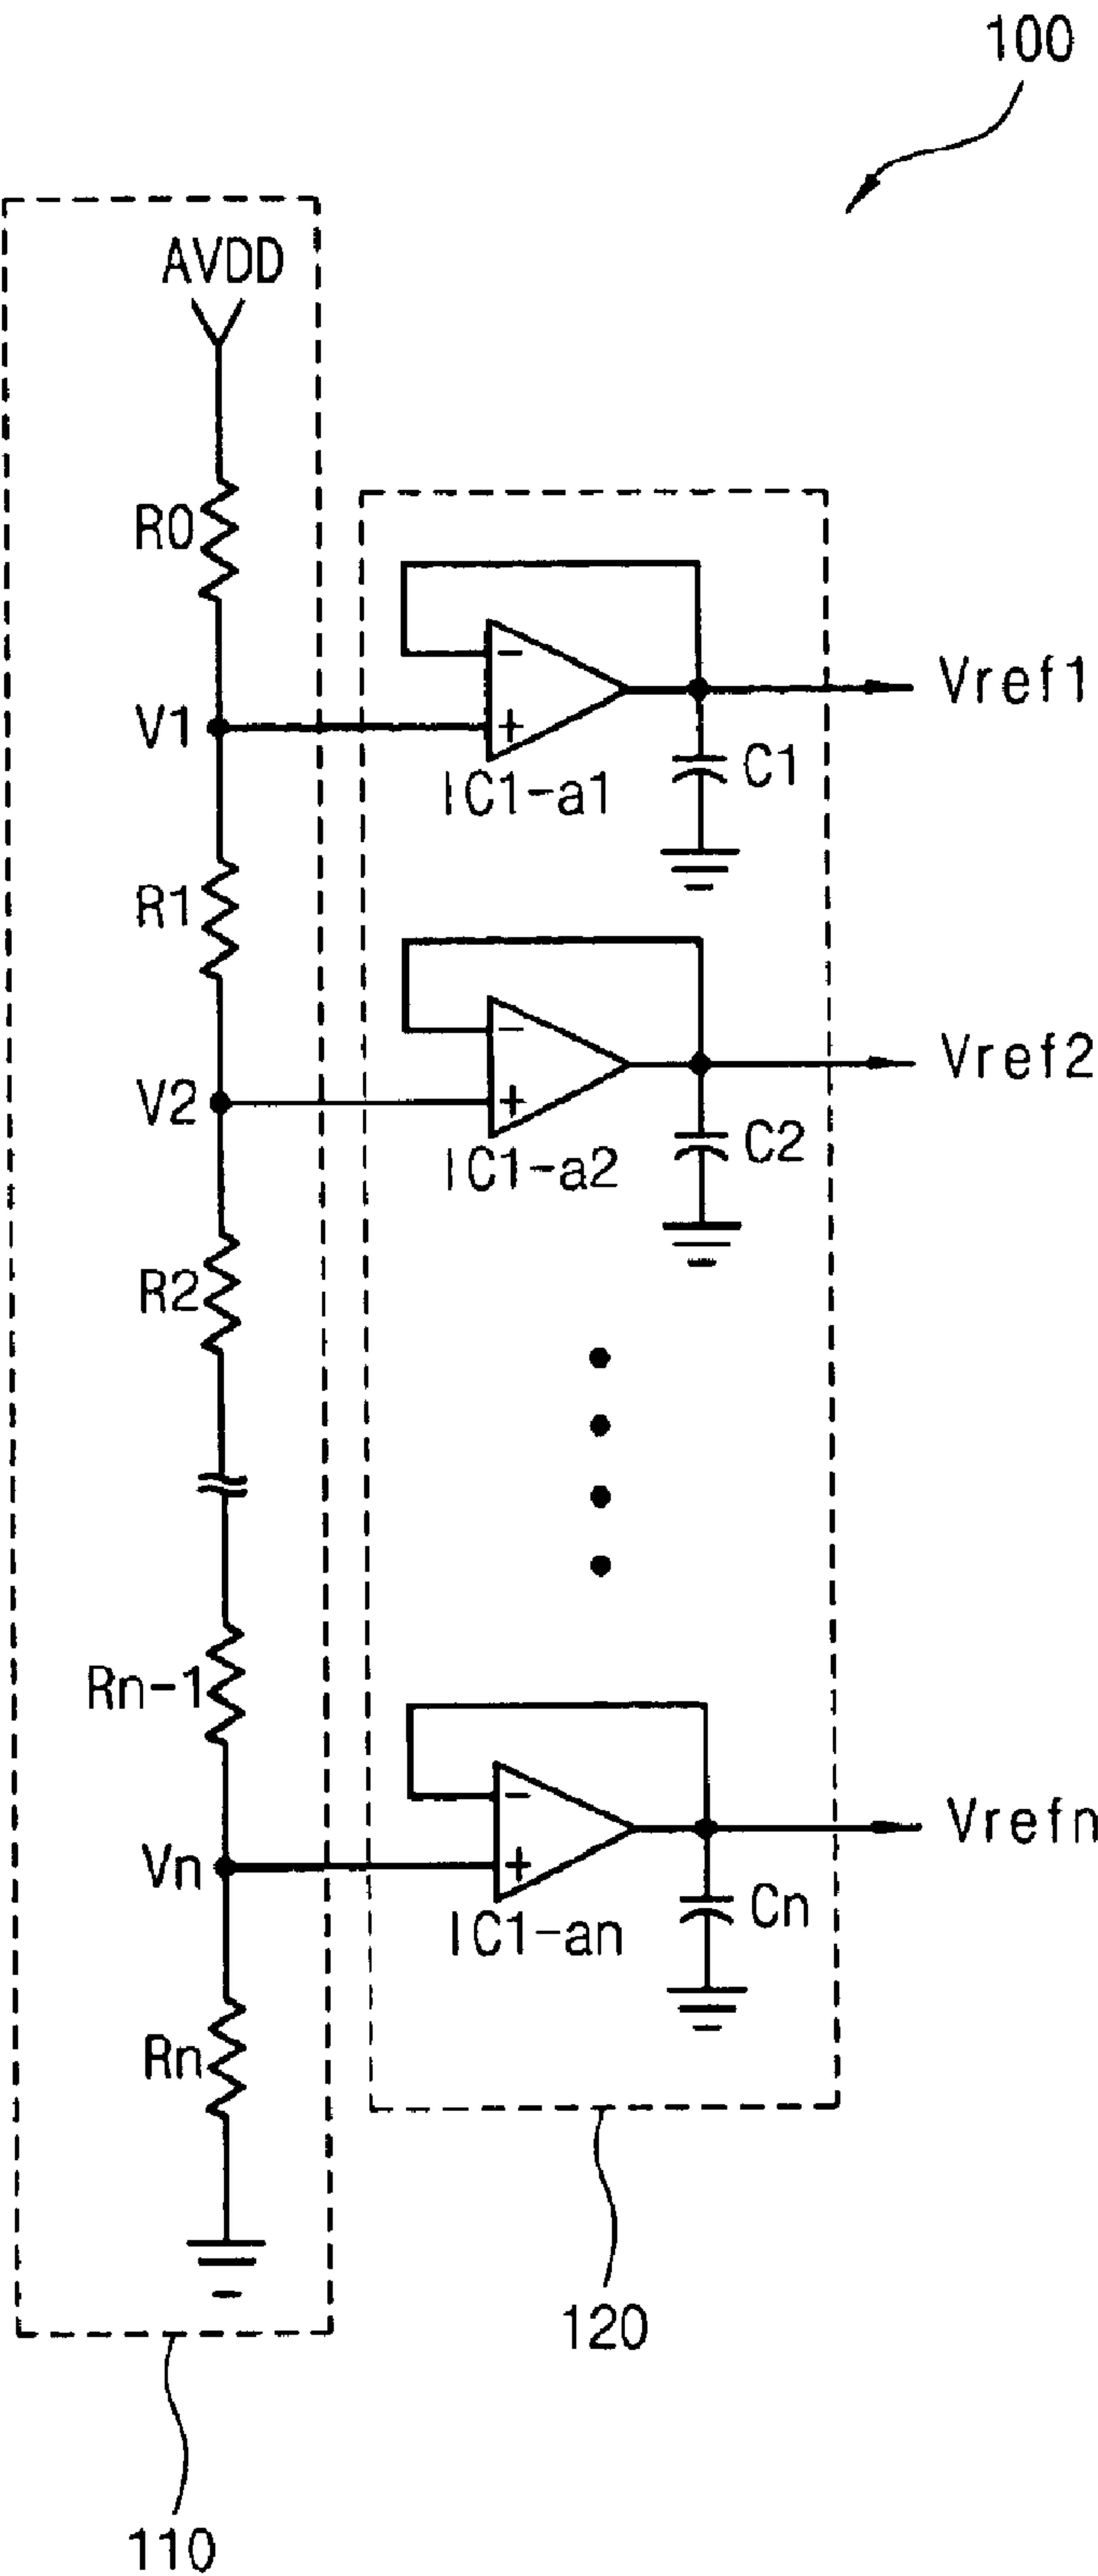 100
AVDD
R0
Vref1
V1
C1
IC1-a1
R1
Vref2
V2
C2
IC1-a2
R2
Rn-1
Vrefn
Vn
Cn
IC1-an
Rn
120
110